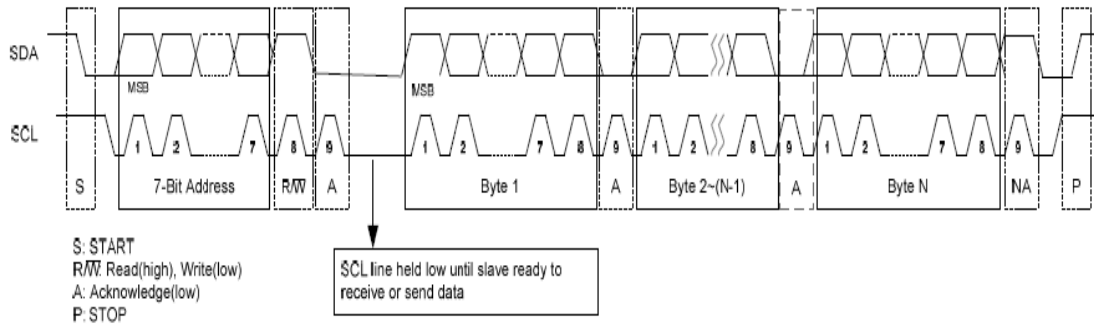 SDA
MSB
MSB
SCL
1 2 7 8 9 1 2 7 8 9 1 2 8 9 1 2 7 8 9
S 7-Bit Address R/W A Byte 1 A Byte 2~(N-1) A Byte N NA P
S: START
R/W: Read(high), Write(low)
A: Acknowledge(low)
P: STOP
SCL line held low until slave ready to
receive or send data